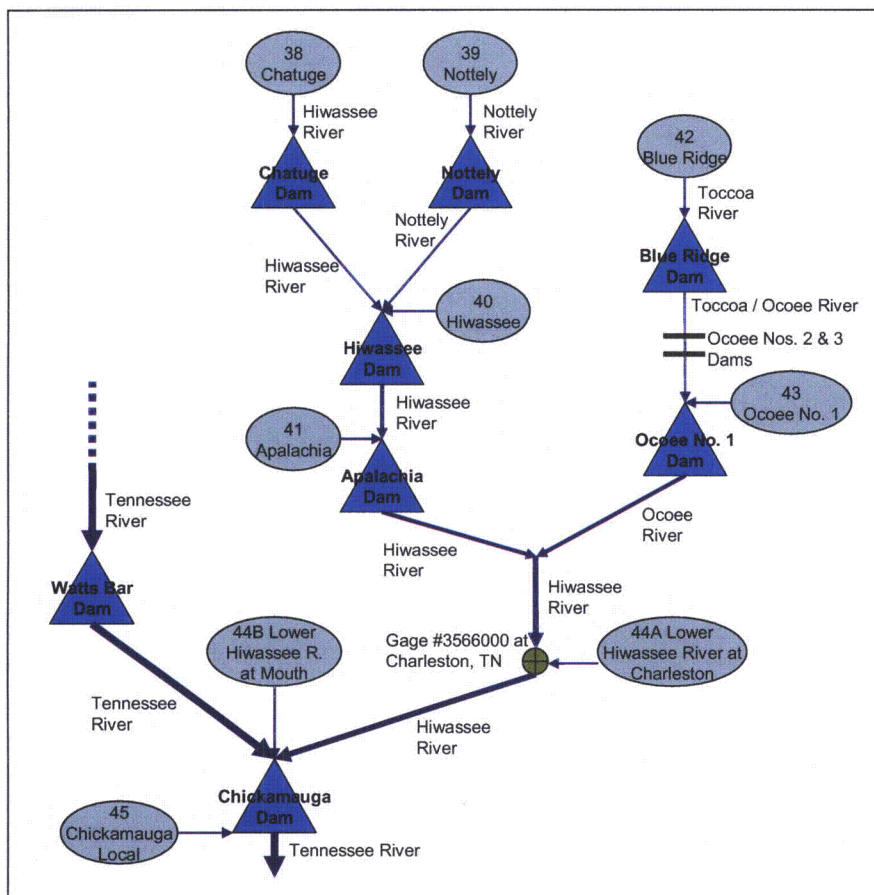 38
Chatuge
39
Nottely
Hiwassee
River
Nottely
River
42
Blue Ridge
Chatuge
Dam
Nottely
Dam
Toccoa
River
Nottely
River
Hiwassee
River
Blue Ridge
Dam
40
Hiwassee
Toccoa / Ocoee River
Ocoee Nos. 2 & 3
Dams
Hiwassee
Dam
Hiwassee
River
43
Ocoee No. 1
41
Apalachia
Ocoee No. 1
Dam
Apalachia
Dam
Tennessee
River
Ocoee
River
Hiwassee
River
Watts Bar
Dam
Hiwassee
River
44B Lower
Hiwassee R.
at Mouth
Gage #3566000 at
Charleston, TN
44A Lower
Hiwassee River at
Charleston
Tennessee
River
Hiwassee
River
Chickamauga
Dam
45
Chickamauga
Local
Tennessee River